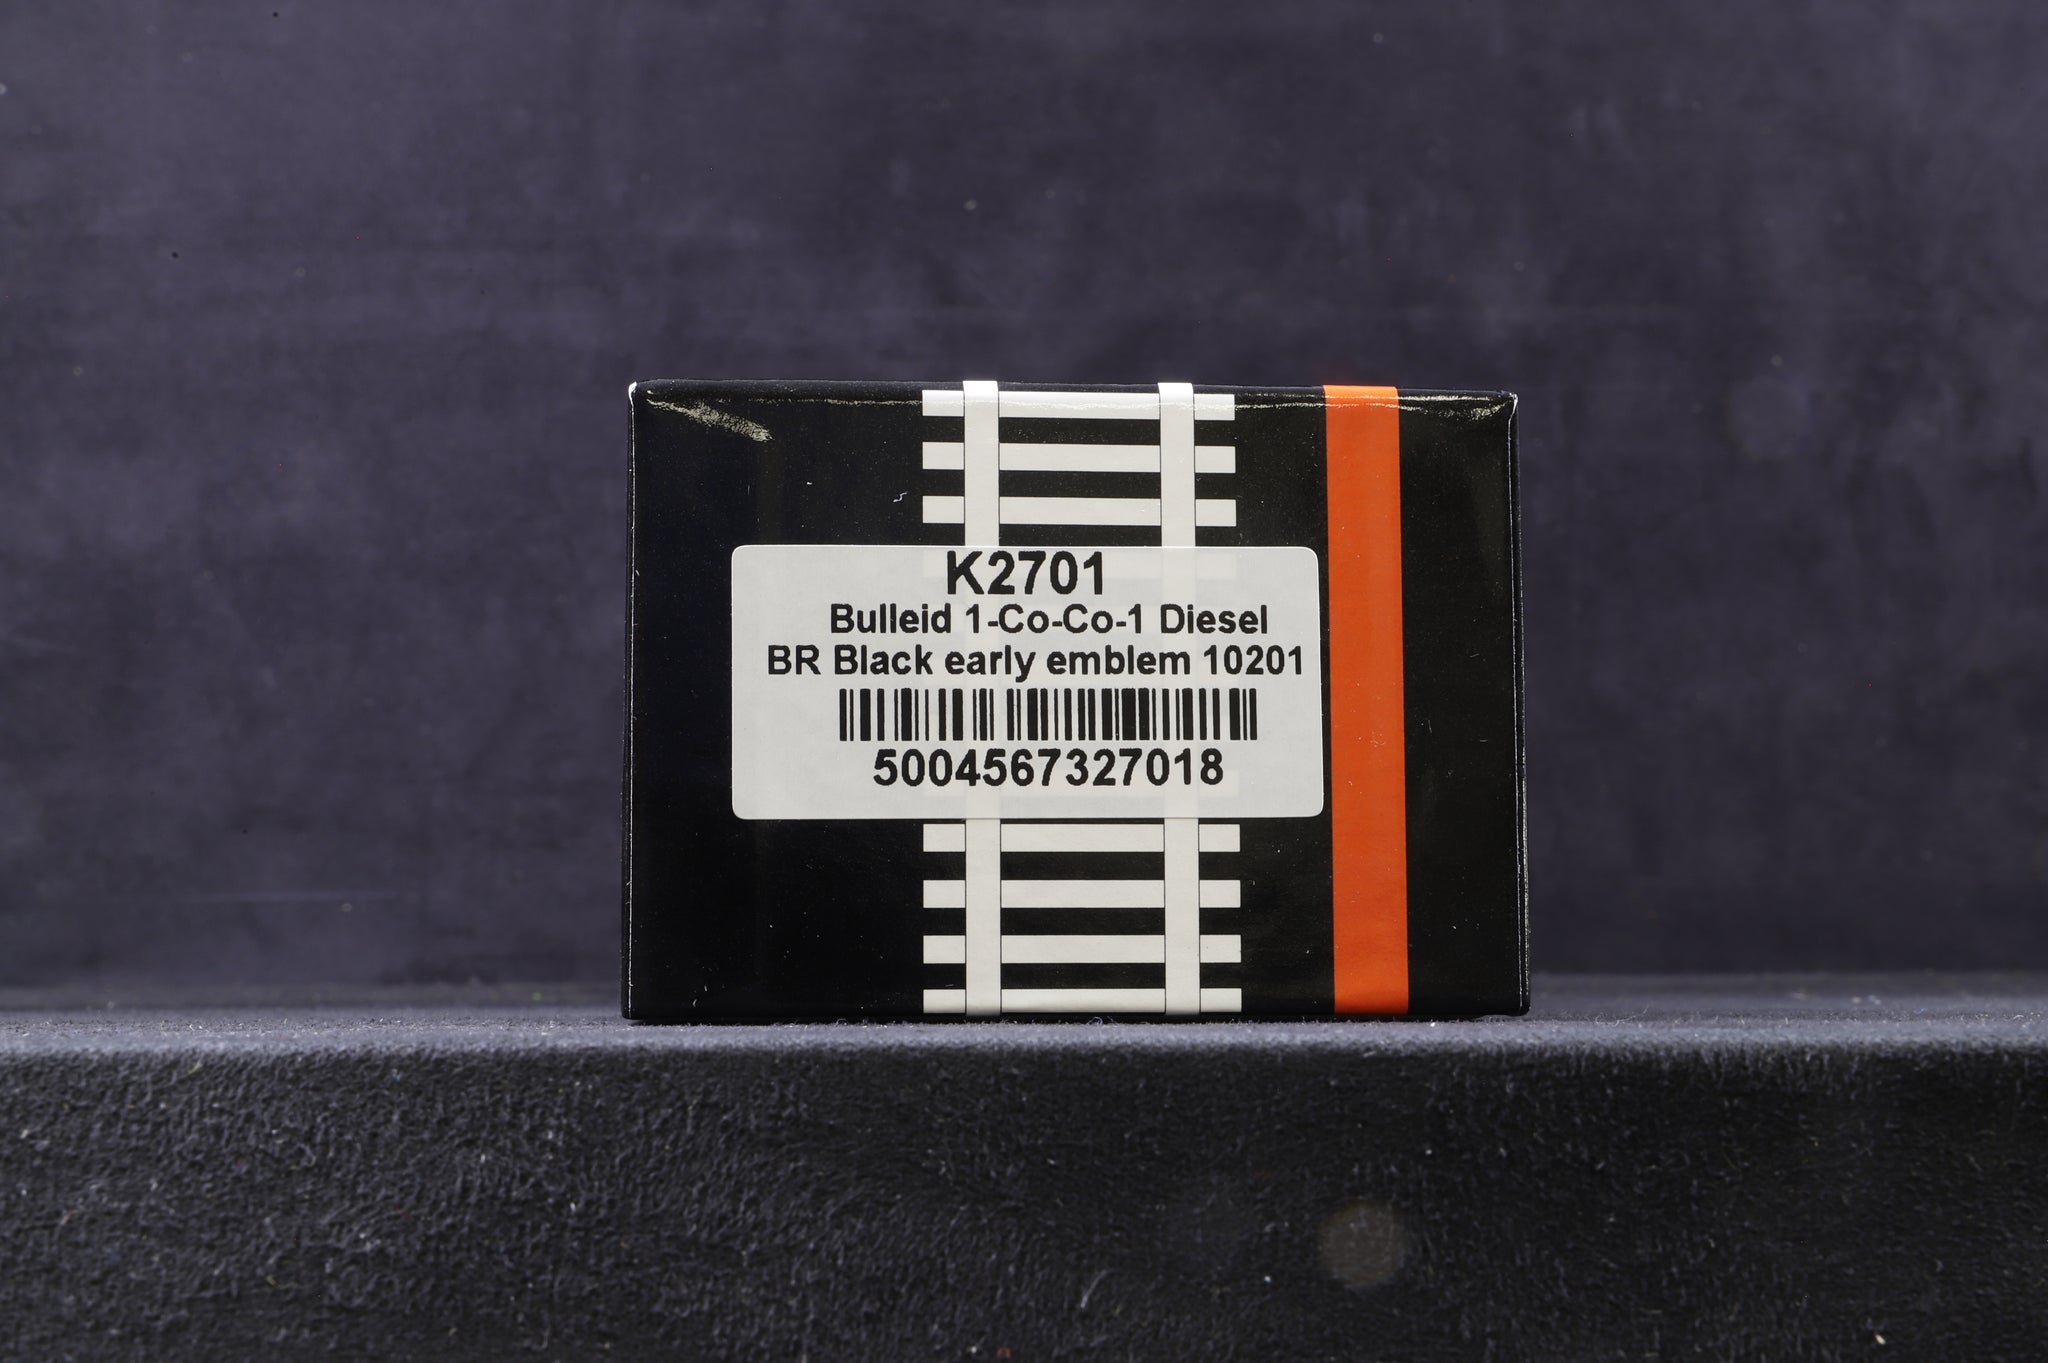 K2701
Bulleid 1-Co-Co-1 Diesel
BR Black early emblem 10201
5004567327018